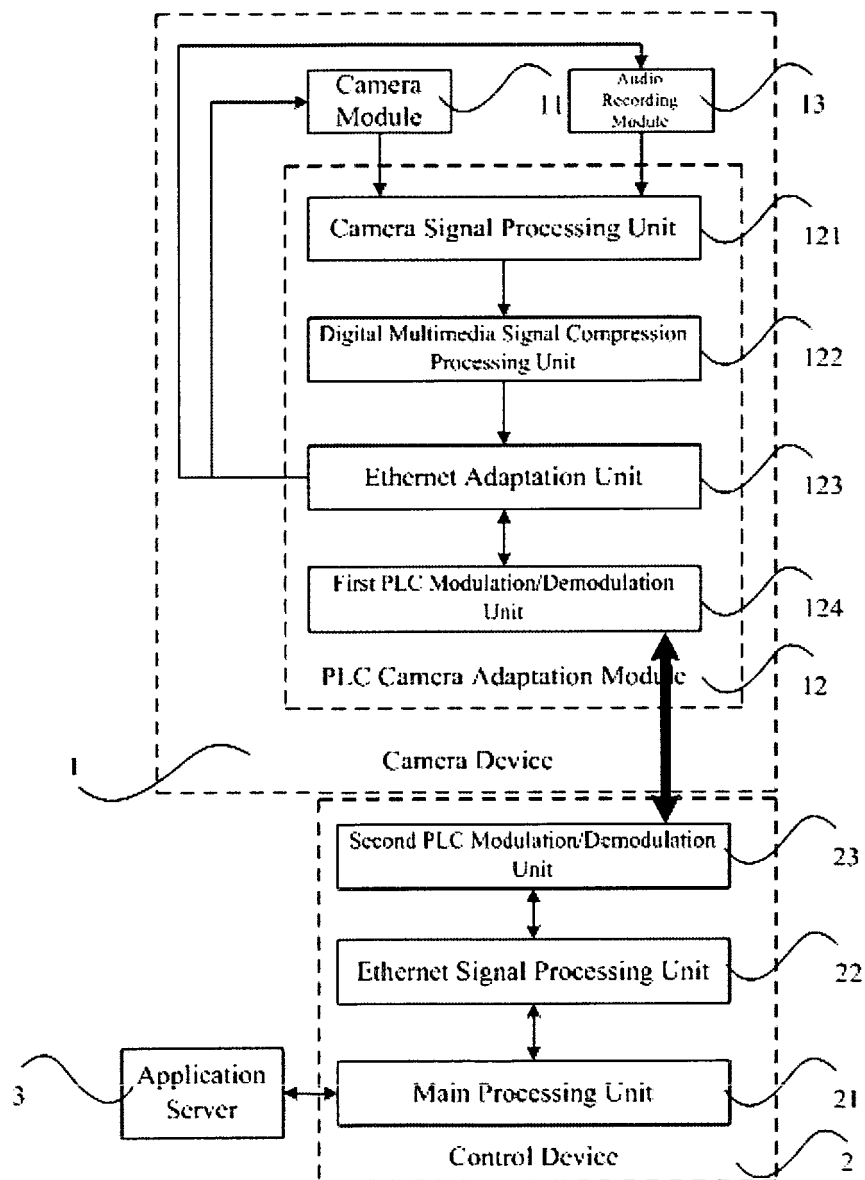 Camera
Module
11
Audio
Recording
Module
13
Camera Signal Processing Unit
121
Digital Multimedia Signal Compression
Processing Unit
122
Ethernet Adaptation Unit
123
First PLC Modulation/Demodulation
Unit
124
PLC Camera Adaptation Module
12
1
Camera Device
Second PLC Modulation/Demodulation
Unit
23
Ethernet Signal Processing Unit
22
3
Application
Server
Main Processing Unit
21
Control Device
2